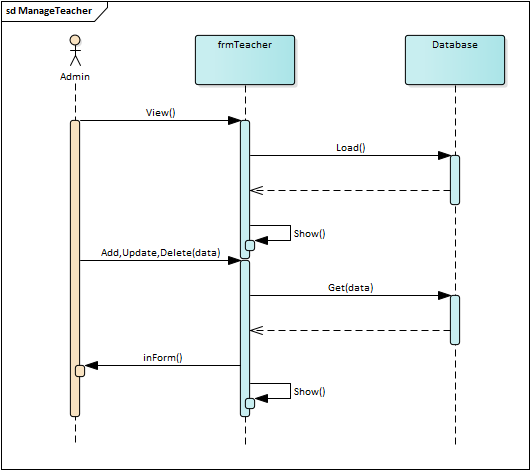 sd ManageTeacher
frmTeacher
Database
Admin
View()
Load()
Show()
Add,Update,Delete(data)
Get(data)
inForm()
Show()